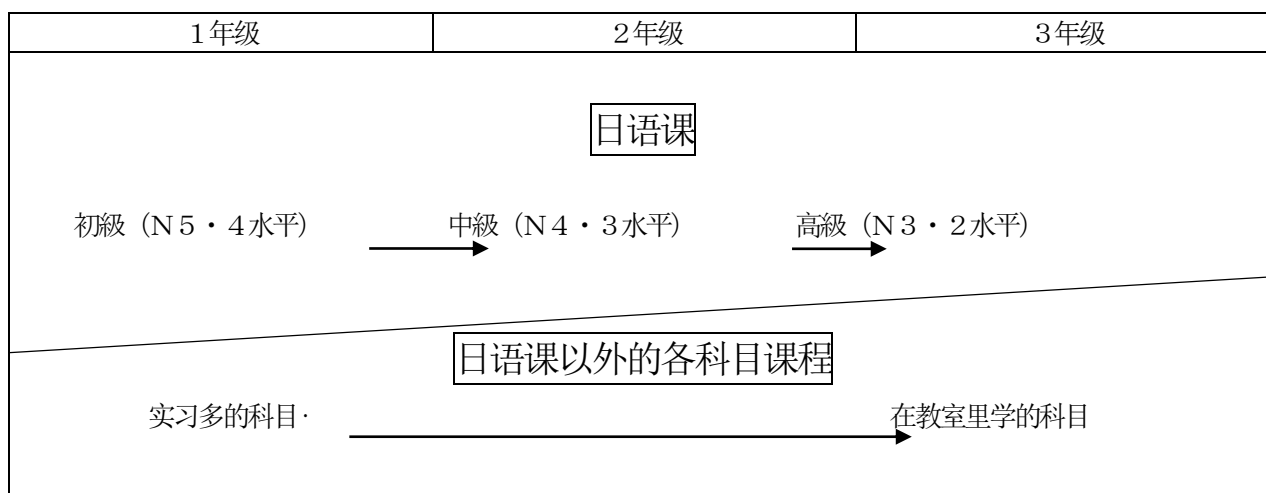 １年级 ２年级 ３年级
日语课
初級（Ｎ５・４水平） 中級（Ｎ４・３水平） 高級（Ｎ３・２水平）
日语课以外的各科目课程
实习多的科目· 在教室里学的科目